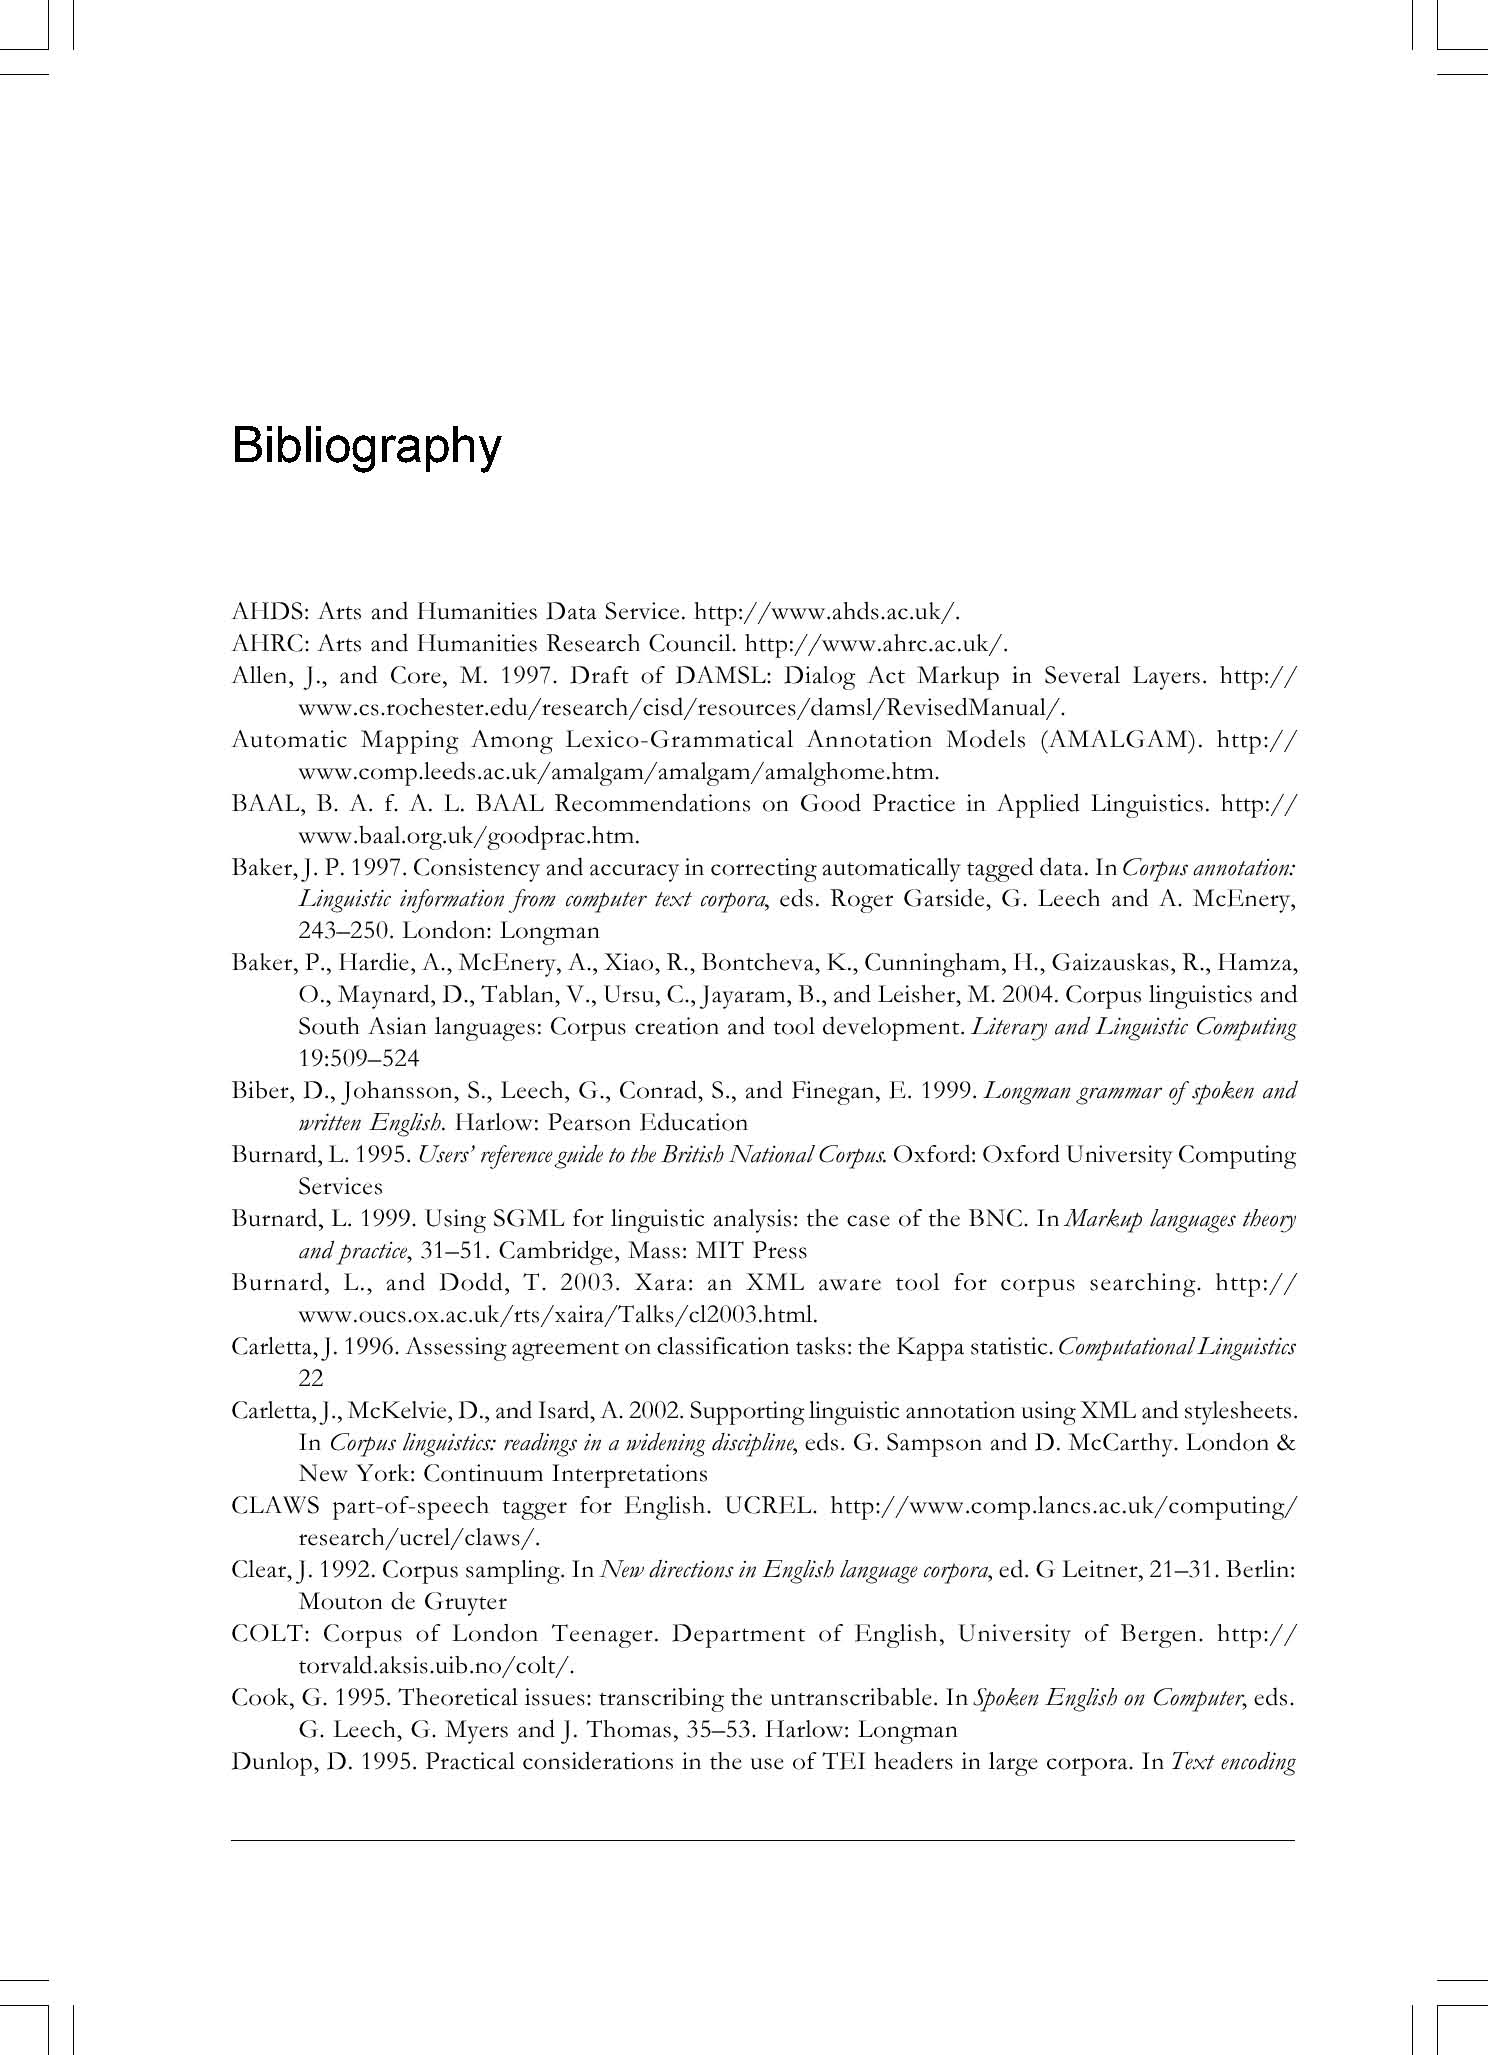 Bibliography
AHDS: Arts and Humanities Data Service. http://www.ahds.ac.uk/.
AHRC: Arts and Humanities Research Council. http://www.ahrc.ac.uk/.
Allen, J., and Core, M. 1997. Draft of DAMSL: Dialog Act Markup in Several Layers. http://
www.cs.rochester.edu/research/cisd/resources/damsl/RevisedManual/.
Automatic Mapping Among Lexico-Grammatical Annotation Models (AMALGAM). http://
www.comp.leeds.ac.uk/amalgam/amalgam/amalghome.htm.
BAAL, B. A. f. A. L. BAAL Recommendations on Good Practice in Applied Linguistics. http://
www.baal.org.uk/goodprac.htm.
Baker, J. P. 1997. Consistency and accuracy in correcting automatically tagged data. In Corpus annotation:
Linguistic information from computer text corpora, eds. Roger Garside, G. Leech and A. McEnery,
243–250. London: Longman
Baker, P., Hardie, A., McEnery, A., Xiao, R., Bontcheva, K., Cunningham, H., Gaizauskas, R., Hamza,
O., Maynard, D., Tablan, V., Ursu, C., Jayaram, B., and Leisher, M. 2004. Corpus linguistics and
South Asian languages: Corpus creation and tool development. Literary and Linguistic Computing
19:509–524
Biber, D., Johansson, S., Leech, G., Conrad, S., and Finegan, E. 1999. Longman grammar of spoken and
written English. Harlow: Pearson Education
Burnard, L. 1995. Users’ reference guide to the British National Corpus. Oxford: Oxford University Computing
Services
Burnard, L. 1999. Using SGML for linguistic analysis: the case of the BNC. In Markup languages theory
and practice, 31–51. Cambridge, Mass: MIT Press
Burnard, L., and Dodd, T. 2003. Xara: an XML aware tool for corpus searching. http://
www.oucs.ox.ac.uk/rts/xaira/Talks/cl2003.html.
Carletta, J. 1996. Assessing agreement on classification tasks: the Kappa statistic. Computational Linguistics
22
Carletta, J., McKelvie, D., and Isard, A. 2002. Supporting linguistic annotation using XML and stylesheets.
In Corpus linguistics: readings in a widening discipline, eds. G. Sampson and D. McCarthy. London &
New York: Continuum Interpretations
CLAWS part-of-speech tagger for English. UCREL. http://www.comp.lancs.ac.uk/computing/
research/ucrel/claws/.
Clear, J. 1992. Corpus sampling. In New directions in English language corpora, ed. G Leitner, 21–31. Berlin:
Mouton de Gruyter
COLT: Corpus of London Teenager. Department of English, University of Bergen. http://
torvald.aksis.uib.no/colt/.
Cook, G. 1995. Theoretical issues: transcribing the untranscribable. In Spoken English on Computer, eds.
G. Leech, G. Myers and J. Thomas, 35–53. Harlow: Longman
Dunlop, D. 1995. Practical considerations in the use of TEI headers in large corpora. In Text encoding